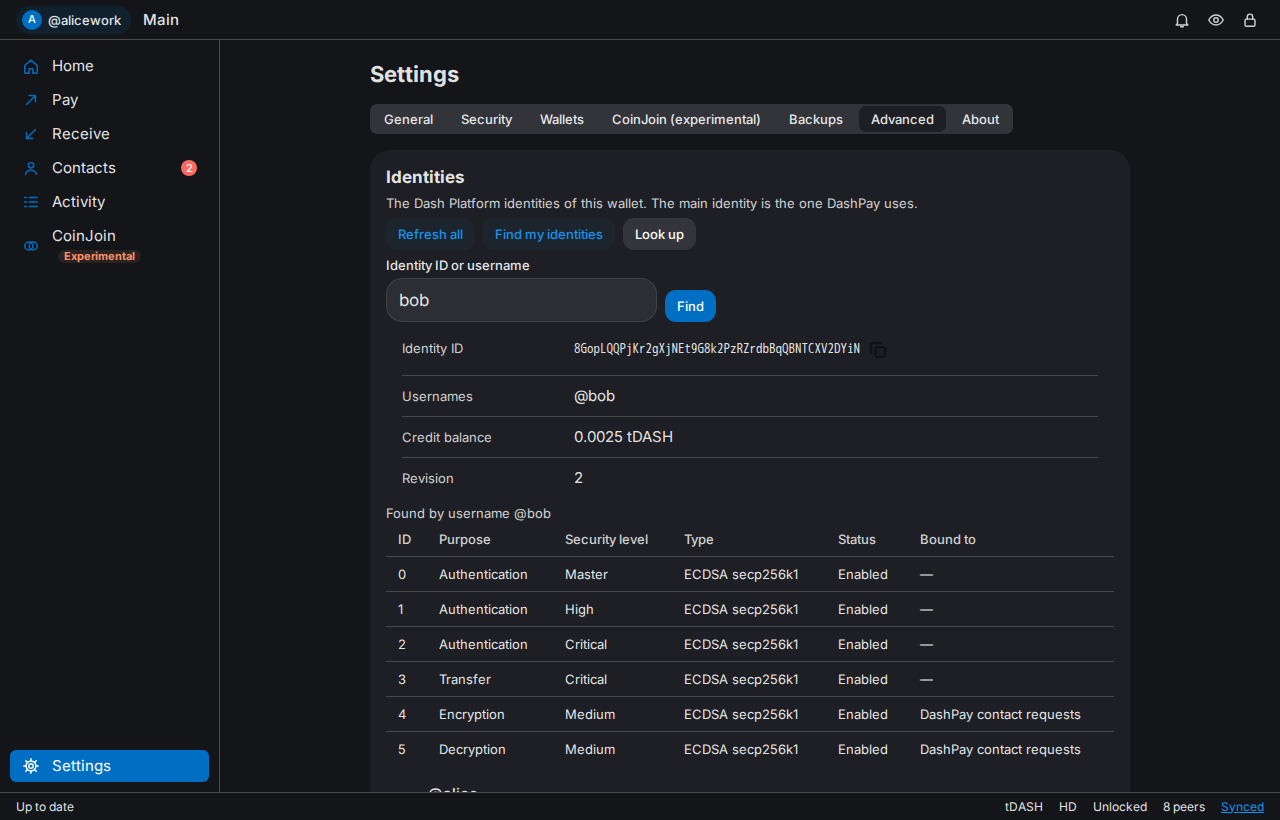 A @alicework Main
Home
Pay
Receive
Contacts 2
Activity
CoinJoin
Experimental
Settings
Settings
General Security Wallets CoinJoin (experimental) Backups Advanced About
Identities
The Dash Platform identities of this wallet. The main identity is the one DashPay uses.
Refresh all Find my identities Look up
Identity ID or username
bob Find
Identity ID 8GopLQQPjKr2gXjNEt9G8k2PzRZrdbBqQBNTCXV2DYiN
Usernames @bob
Credit balance 0.0025 tDASH
Revision 2
Found by username @bob
ID Purpose Security level Type Status Bound to
0 Authentication Master ECDSA secp256k1 Enabled —
1 Authentication High ECDSA secp256k1 Enabled —
2 Authentication Critical ECDSA secp256k1 Enabled —
3 Transfer Critical ECDSA secp256k1 Enabled —
4 Encryption Medium ECDSA secp256k1 Enabled DashPay contact requests
5 Decryption Medium ECDSA secp256k1 Enabled DashPay contact requests
@alice
Up to date tDASH HD Unlocked 8 peers Synced